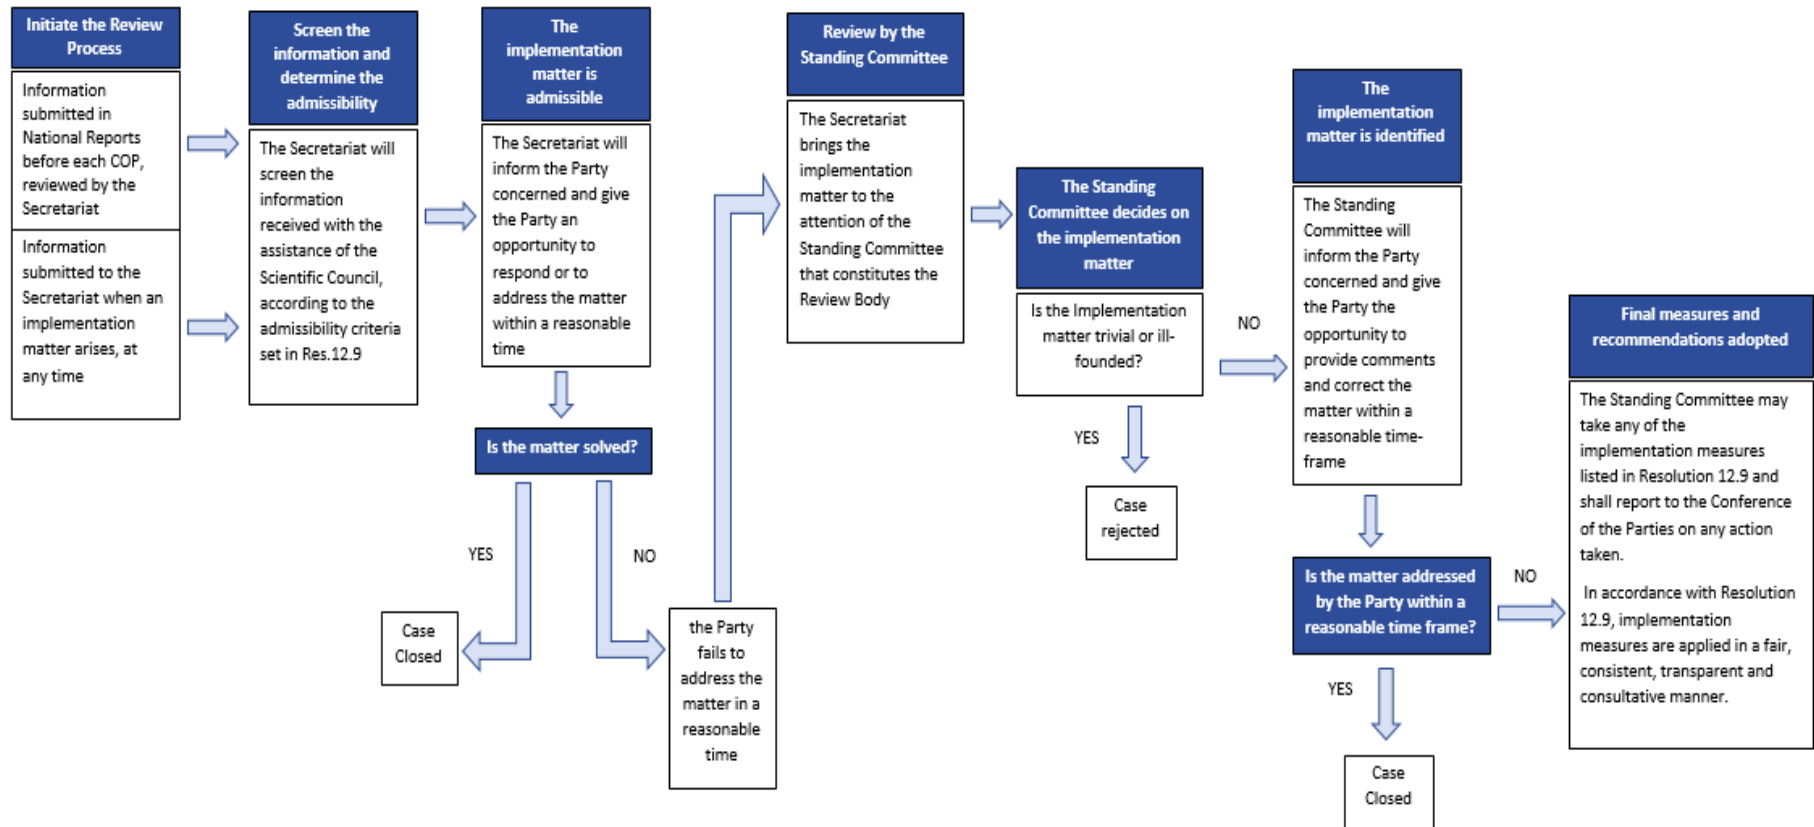 Initiate the Review
Process
Information
submitted in
National Reports
before each COP,
reviewed by the
Secretariat
Information
submitted to the
Secretariat when an
implementation
matter arises, at
any time
Screen the
information and
determine the
admissibility
The Secretariat will
screen the
information
received with the
assistance of the
Scientific Council,
according to the
admissibility criteria
set in Res.12.9
The
implementation
matter is
admissible
The Secretariat will
inform the Party
concerned and give
the Party an
opportunity to
respond or to
address the matter
within a reasonable
time
Is the matter solved?
YES
NO
Case
Closed
the Party
fails to
address the
matter in a
reasonable
time
Review by the
Standing Committee
The Secretariat
brings the
implementation
matter to the
attention of the
Standing Committee
that constitutes the
Review Body
The Standing
Committee decides on
the implementation
matter
Is the Implementation
matter trivial or ill-
founded?
NO
YES
Case
rejected
The
implementation
matter is identified
The Standing
Committee will
inform the Party
concerned and give
the Party the
opportunity to
provide comments
and correct the
matter within a
reasonable time-
frame
Is the matter addressed
by the Party within a
reasonable time frame?
NO
YES
Case
Closed
Final measures and
recommendations adopted
The Standing Committee may
take any of the
implementation measures
listed in Resolution 12.9 and
shall report to the Conference
of the Parties on any action
taken.
In accordance with Resolution
12.9, implementation
measures are applied in a fair,
consistent, transparent and
consultative manner.